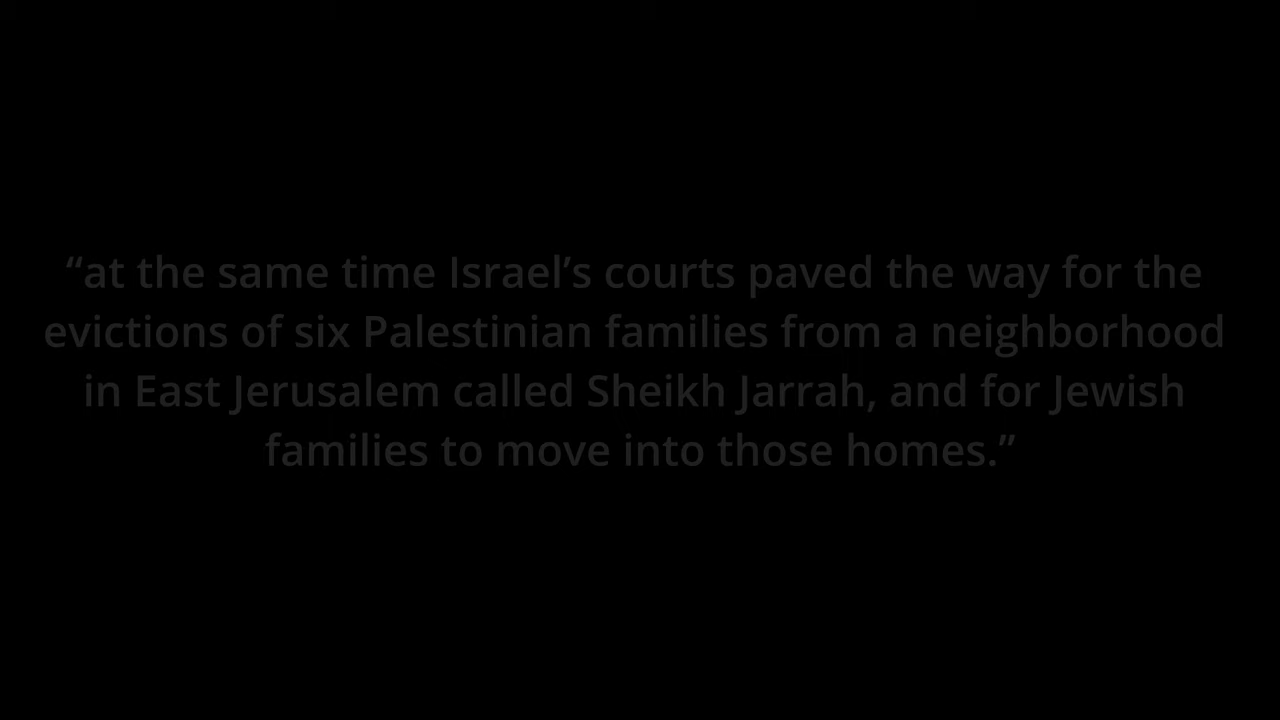 “at the same time Israel’s courts paved the way for the
evictions of six Palestinian families from a neighborhood
in East Jerusalem called Sheikh Jarrah, and for Jewish
families to move into those homes.”